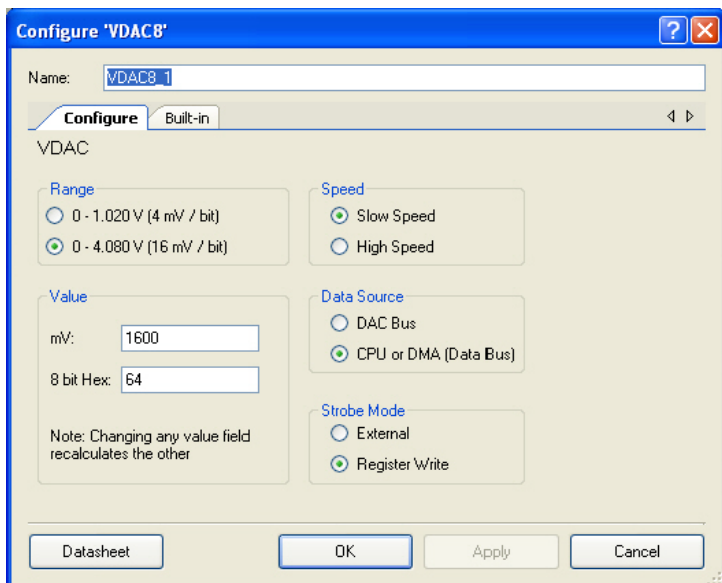 Configure 'VDAC8'
Name: VDAC8_1
Configure Built-in
VDAC
Range
0 - 1.020 V (4 mV / bit)
0 - 4.080 V (16 mV / bit)
Speed
Slow Speed
High Speed
Value
mV: 1600
8 bit Hex: 64
Note: Changing any value field
recalculates the other
Data Source
DAC Bus
CPU or DMA (Data Bus)
Strobe Mode
External
Register Write
Datasheet OK Apply Cancel